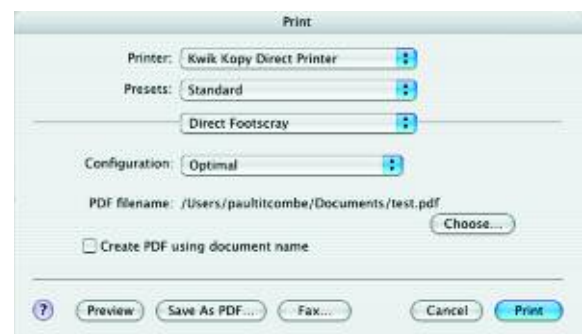 Print
Printer: Kwik Kopy Direct Printer
Presets: Standard
Direct Footscray
Configuration: Optimal
PDF filename: /Users/paultitcombe/Documents/test.pdf
Choose...
Create PDF using document name
? Preview Save As PDF... Fax... Cancel Print